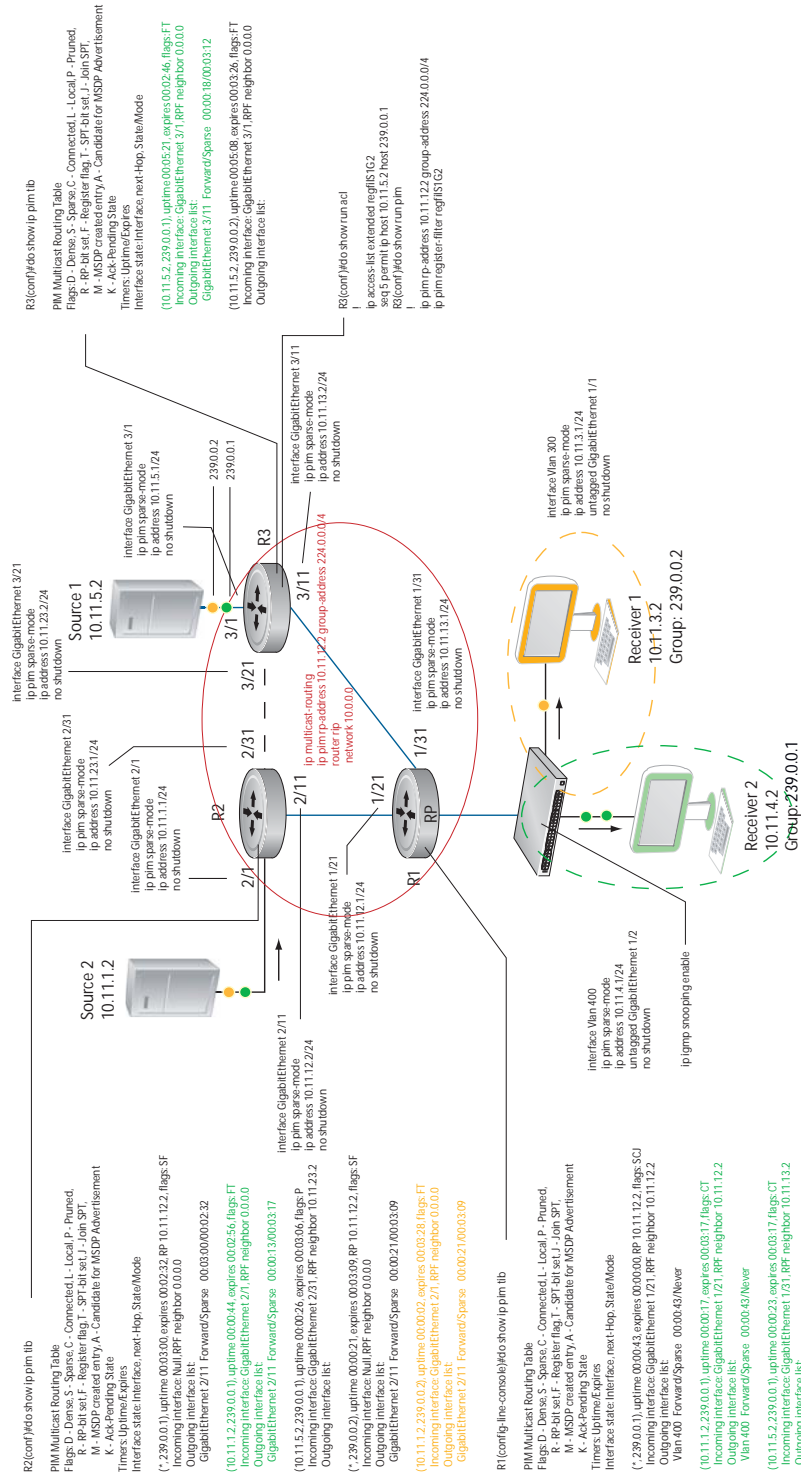 R2(conf)#do show ip pim tib
PIM Multicast Routing Table
Flags: D - Dense, S - Sparse, C - Connected, L - Local, P - Pruned,
R - RP-bit set, F - Register flag, T - SPT-bit set, J - Join SPT,
M - MSDP created entry, A - Candidate for MSDP Advertisement
K - Ack-Pending State
Timers: Uptime/Expires
Interface state: Interface, next-Hop, State/Mode
(*, 239.0.0.1), uptime 00:03:00, expires 00:02:32, RP 10.11.12.2, flags: SF
Incoming interface: Null, RPF neighbor 0.0.0.0
Outgoing interface list:
GigabitEthernet 2/11 Forward/Sparse 00:03:00/00:02:32
(10.11.1.2, 239.0.0.1), uptime 00:00:44, expires 00:02:56, flags: FT
Incoming interface: GigabitEthernet 2/1, RPF neighbor 0.0.0.0
Outgoing interface list:
GigabitEthernet 2/11 Forward/Sparse 00:00:13/00:03:17
(10.11.5.2, 239.0.0.1), uptime 00:00:26, expires 00:03:06, flags: P
Incoming interface: GigabitEthernet 2/31, RPF neighbor 10.11.23.2
Outgoing interface list:
(*, 239.0.0.2), uptime 00:00:21, expires 00:03:09, RP 10.11.12.2, flags: SF
Incoming interface: Null, RPF neighbor 0.0.0.0
Outgoing interface list:
GigabitEthernet 2/11 Forward/Sparse 00:00:21/00:03:09
(10.11.1.2, 239.0.0.2), uptime 00:00:02, expires 00:03:28, flags: FT
Incoming interface: GigabitEthernet 2/1, RPF neighbor 0.0.0.0
Outgoing interface list:
GigabitEthernet 2/11 Forward/Sparse 00:00:21/00:03:09
R1(config-line-console)#do show ip pim tib
PIM Multicast Routing Table
Flags: D - Dense, S - Sparse, C - Connected, L - Local, P - Pruned,
R - RP-bit set, F - Register flag, T - SPT-bit set, J - Join SPT,
M - MSDP created entry, A - Candidate for MSDP Advertisement
K - Ack-Pending State
Timers: Uptime/Expires
Interface state: Interface, next-Hop, State/Mode
(*, 239.0.0.1), uptime 00:00:43, expires 00:00:00, RP 10.11.12.2, flags: SCJ
Incoming interface: GigabitEthernet 1/21, RPF neighbor 10.11.12.2
Outgoing interface list:
Vlan 400 Forward/Sparse 00:00:43/Never
(10.11.1.2, 239.0.0.1), uptime 00:00:17, expires 00:03:17, flags: CT
Incoming interface: GigabitEthernet 1/21, RPF neighbor 10.11.12.2
Outgoing interface list:
Vlan 400 Forward/Sparse 00:00:43/Never
(10.11.5.2, 239.0.0.1), uptime 00:00:23, expires 00:03:17, flags: CT
Incoming interface: GigabitEthernet 1/31, RPF neighbor 10.11.13.2
Outgoing interface list:
Source 2
10.11.1.2
interface GigabitEthernet 2/11
ip pim sparse-mode
ip address 10.11.12.2/24
no shutdown
interface GigabitEthernet 2/31
ip pim sparse-mode
ip address 10.11.23.1/24
no shutdown
interface GigabitEthernet 2/1
ip pim sparse-mode
ip address 10.11.1.1/24
no shutdown
interface GigabitEthernet 1/21
ip pim sparse-mode
ip address 10.11.12.1/24
no shutdown
2/1
R2
2/31
2/11
1/21
R1
RP
1/31
ip multicast-routing
ip pim rp-address 10.11.12.2 group-address 224.0.0.0/4
router rip
network 10.0.0.0
interface GigabitEthernet 3/21
ip pim sparse-mode
ip address 10.11.23.2/24
no shutdown
Source 1
10.11.5.2
3/21
3/1
R3
3/11
interface GigabitEthernet 3/1
ip pim sparse-mode
ip address 10.11.5.1/24
no shutdown
239.0.0.2
239.0.0.1
interface GigabitEthernet 3/11
ip pim sparse-mode
ip address 10.11.13.2/24
no shutdown
interface GigabitEthernet 1/31
ip pim sparse-mode
ip address 10.11.13.1/24
no shutdown
interface Vlan 400
ip pim sparse-mode
ip address 10.11.4.1/24
untagged GigabitEthernet 1/2
no shutdown
ip igmp snooping enable
interface Vlan 300
ip pim sparse-mode
ip address 10.11.3.1/24
untagged GigabitEthernet 1/1
no shutdown
Receiver 1
10.11.3.2
Group: 239.0.0.2
Receiver 2
10.11.4.2
Group: 239.0.0.1
R3(conf)#do show ip pim tib
PIM Multicast Routing Table
Flags: D - Dense, S - Sparse, C - Connected, L - Local, P - Pruned,
R - RP-bit set, F - Register flag, T - SPT-bit set, J - Join SPT,
M - MSDP created entry, A - Candidate for MSDP Advertisement
K - Ack-Pending State
Timers: Uptime/Expires
Interface state: Interface, next-Hop, State/Mode
(10.11.5.2, 239.0.0.1), uptime 00:05:21, expires 00:02:46, flags: FT
Incoming interface: GigabitEthernet 3/1, RPF neighbor 0.0.0.0
Outgoing interface list:
GigabitEthernet 3/11 Forward/Sparse 00:00:18/00:03:12
(10.11.5.2, 239.0.0.2), uptime 00:05:08, expires 00:03:26, flags: FT
Incoming interface: GigabitEthernet 3/1, RPF neighbor 0.0.0.0
Outgoing interface list:
R3(conf)#do show run acl
!
ip access-list extended regfilS1G2
seq 5 permit ip host 10.11.5.2 host 239.0.0.1
R3(conf)#do show run pim
!
ip pim rp-address 10.11.12.2 group-address 224.0.0.0/4
ip pim register-filter regfilS1G2